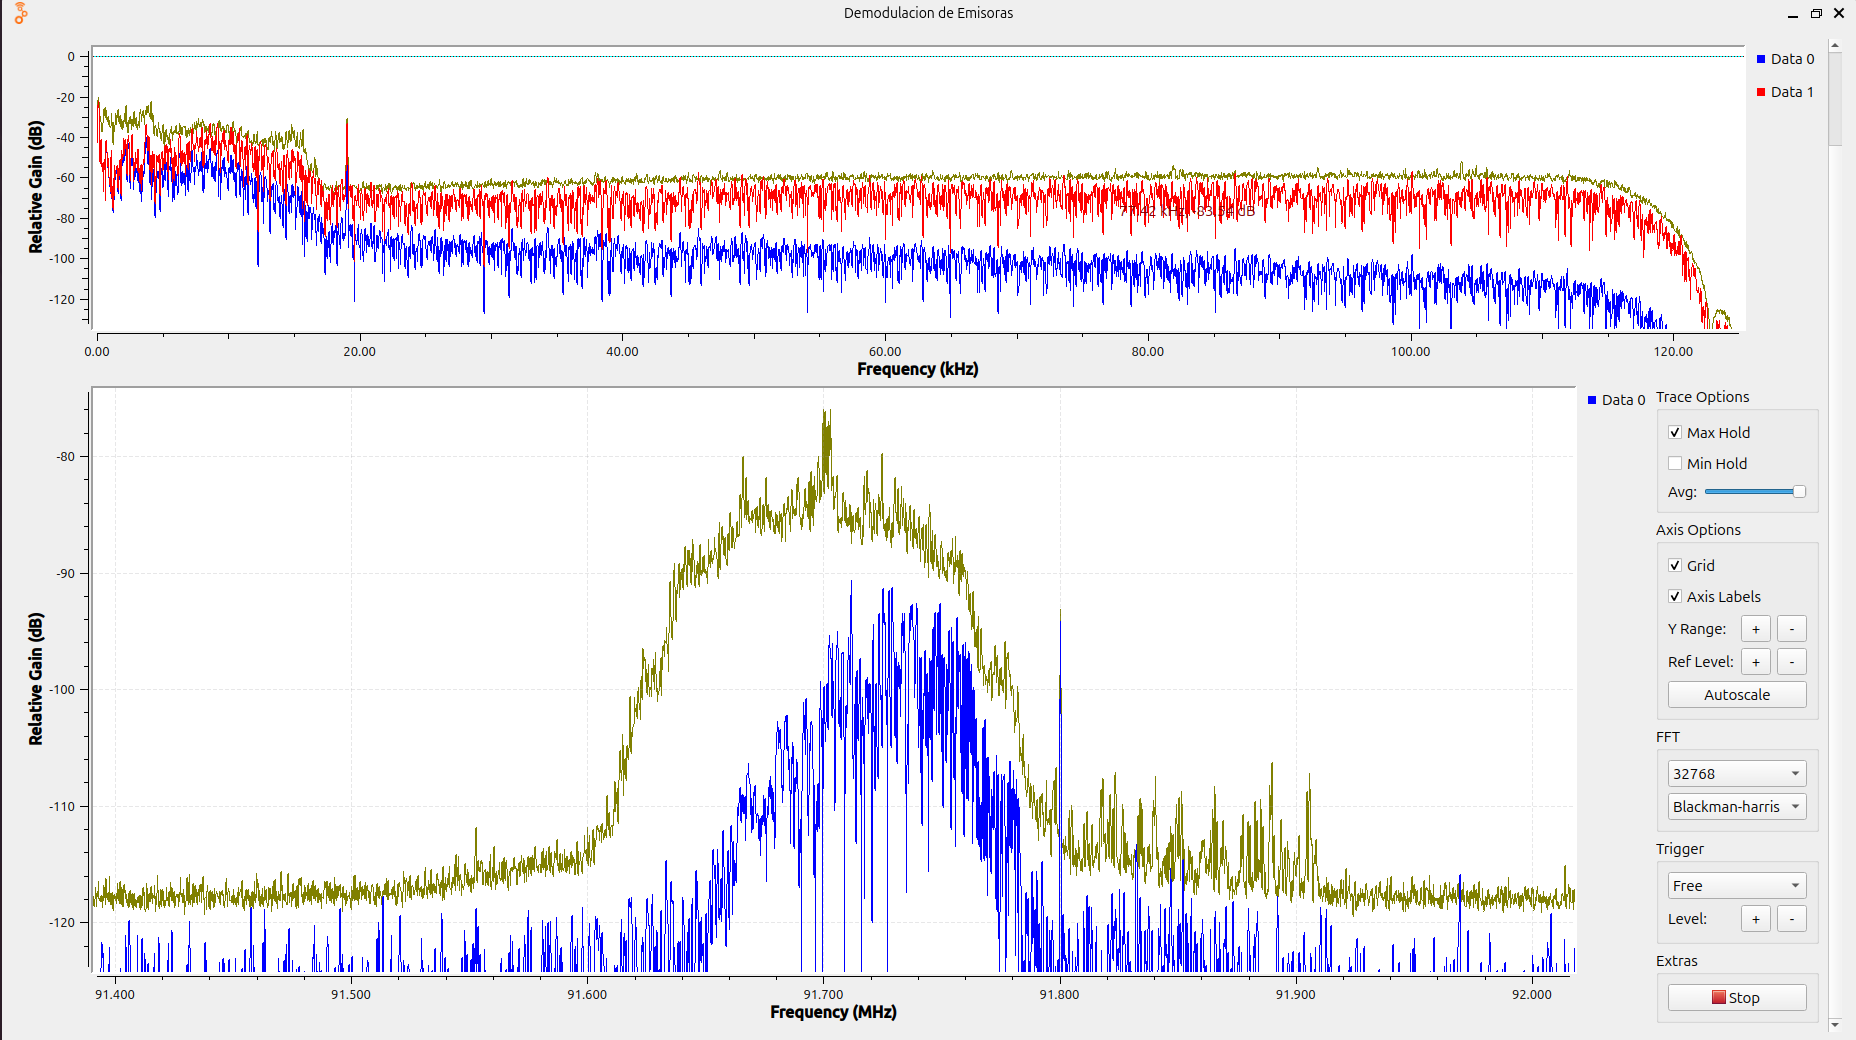 Demodulacion de Emisoras
Relative Gain (dB)
0
-20
-40
-60
-80
-100
-120
Data 0
Data 1
0.00 20.00 40.00 60.00 80.00 100.00 120.00
Frequency (kHz)
Relative Gain (dB)
-80
-90
-100
-110
-120
Data 0
91.400 91.500 91.600 91.700 91.800 91.900 92.000
Frequency (MHz)
Trace Options
Max Hold
Min Hold
Avg:
Axis Options
Grid
Axis Labels
Y Range: + -
Ref Level: + -
Autoscale
FFT
32768
Blackman-harris
Trigger
Free
Level: + -
Extras
Stop